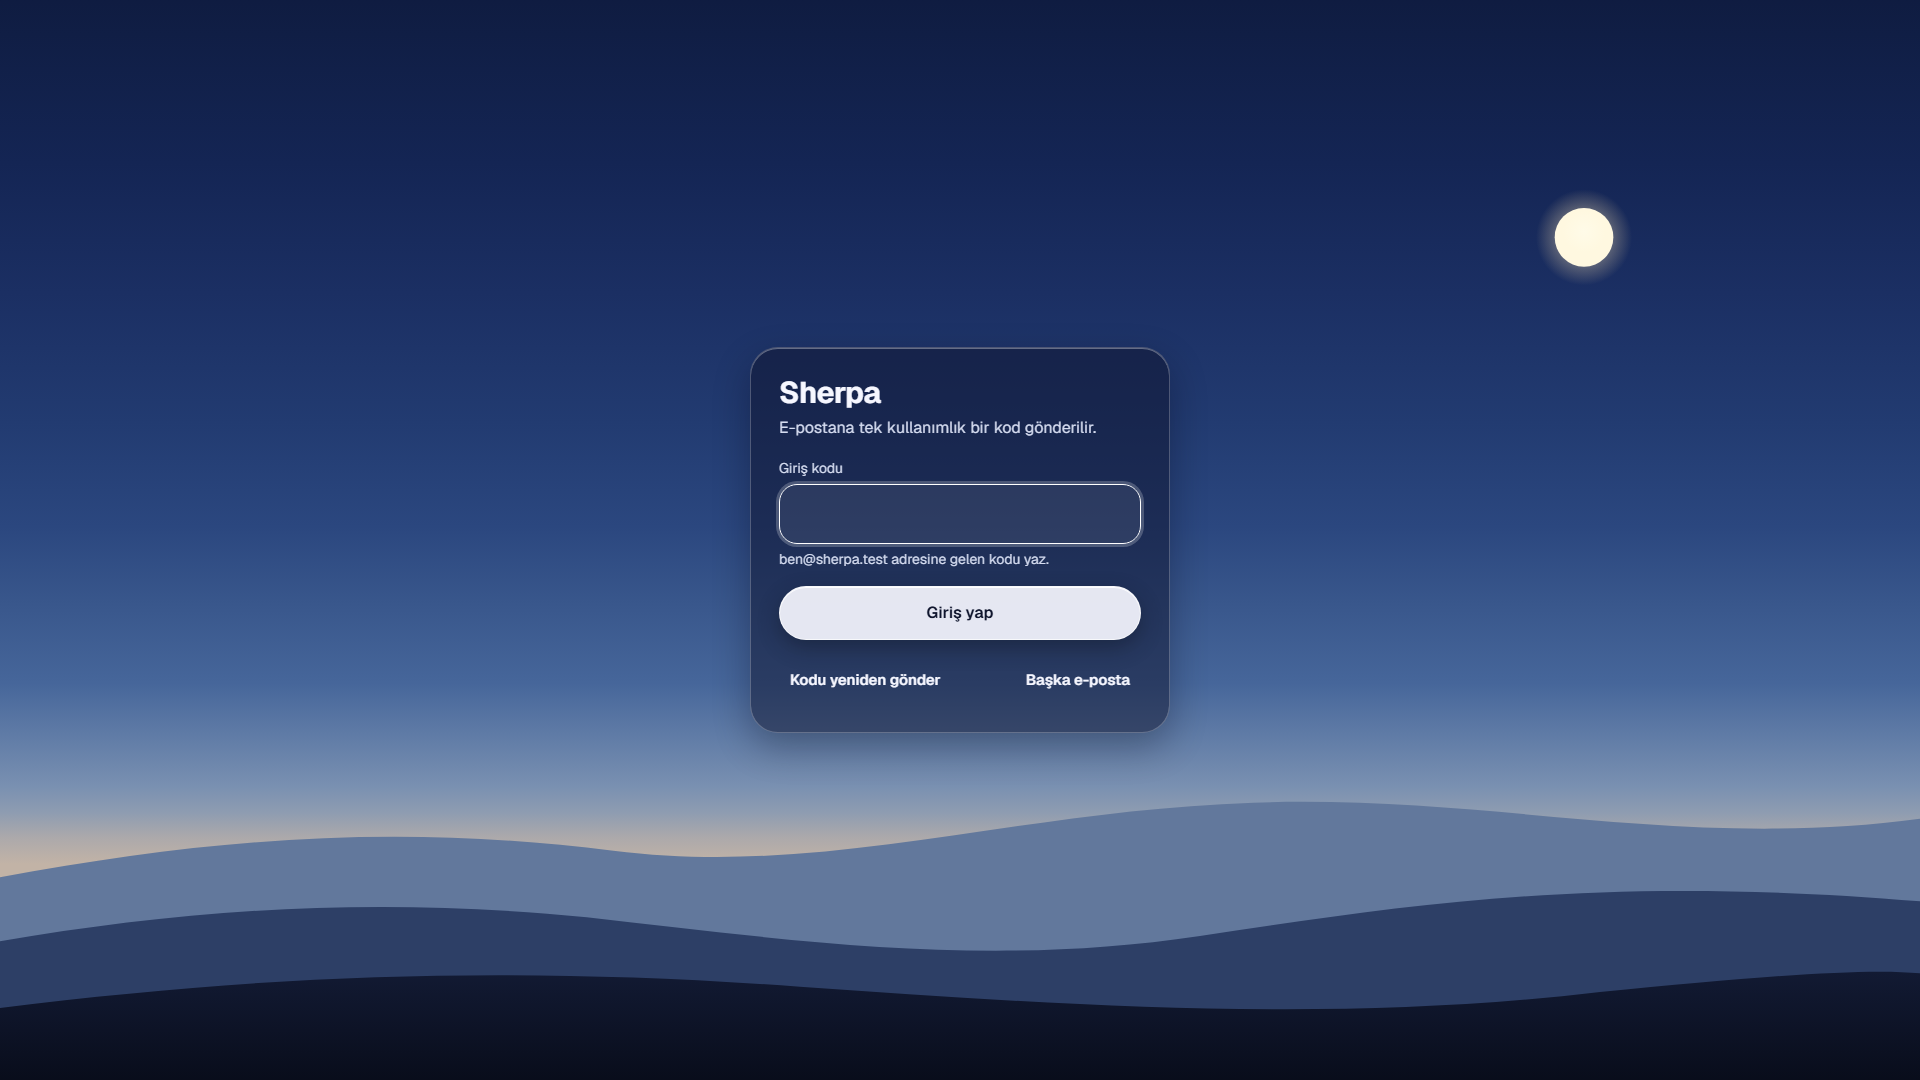 Sherpa
E-postana tek kullanımlık bir kod gönderilir.
Giriş kodu
ben@sherpa.test adresine gelen kodu yaz.
Giriş yap
Kodu yeniden gönder
Başka e-posta